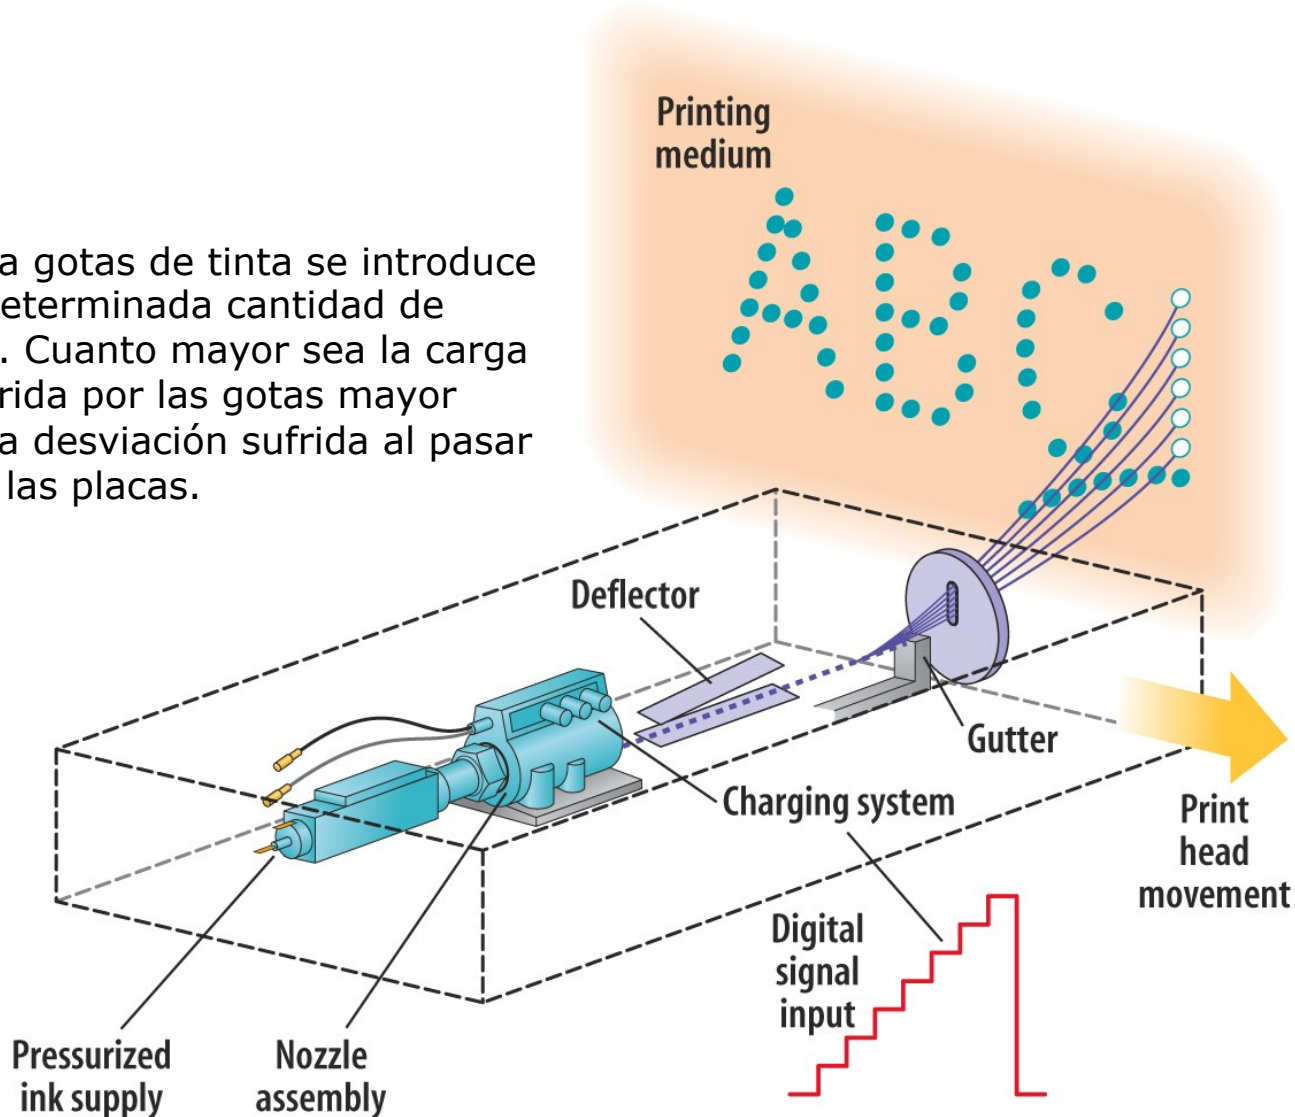 a gotas de tinta se introduce
eterminada cantidad de
. Cuanto mayor sea la carga
rida por las gotas mayor
a desviación sufrida al pasar
las placas.
Printing
medium
ABC
Deflector
Gutter
Charging system
Print
head
movement
Digital
signal
input
Pressurized
ink supply
Nozzle
assembly